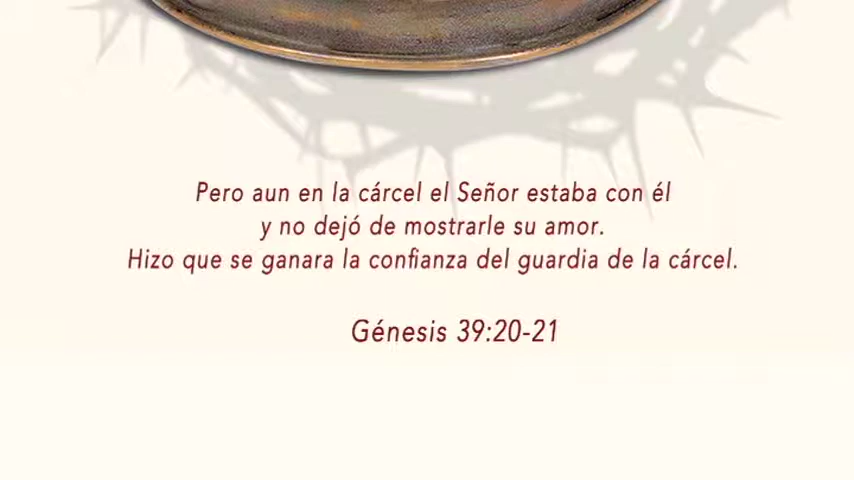 Pero aun en la cárcel el Señor estaba con él
y no dejó de mostrarle su amor.
Hizo que se ganara la confianza del guardia de la cárcel.
Génesis 39:20-21